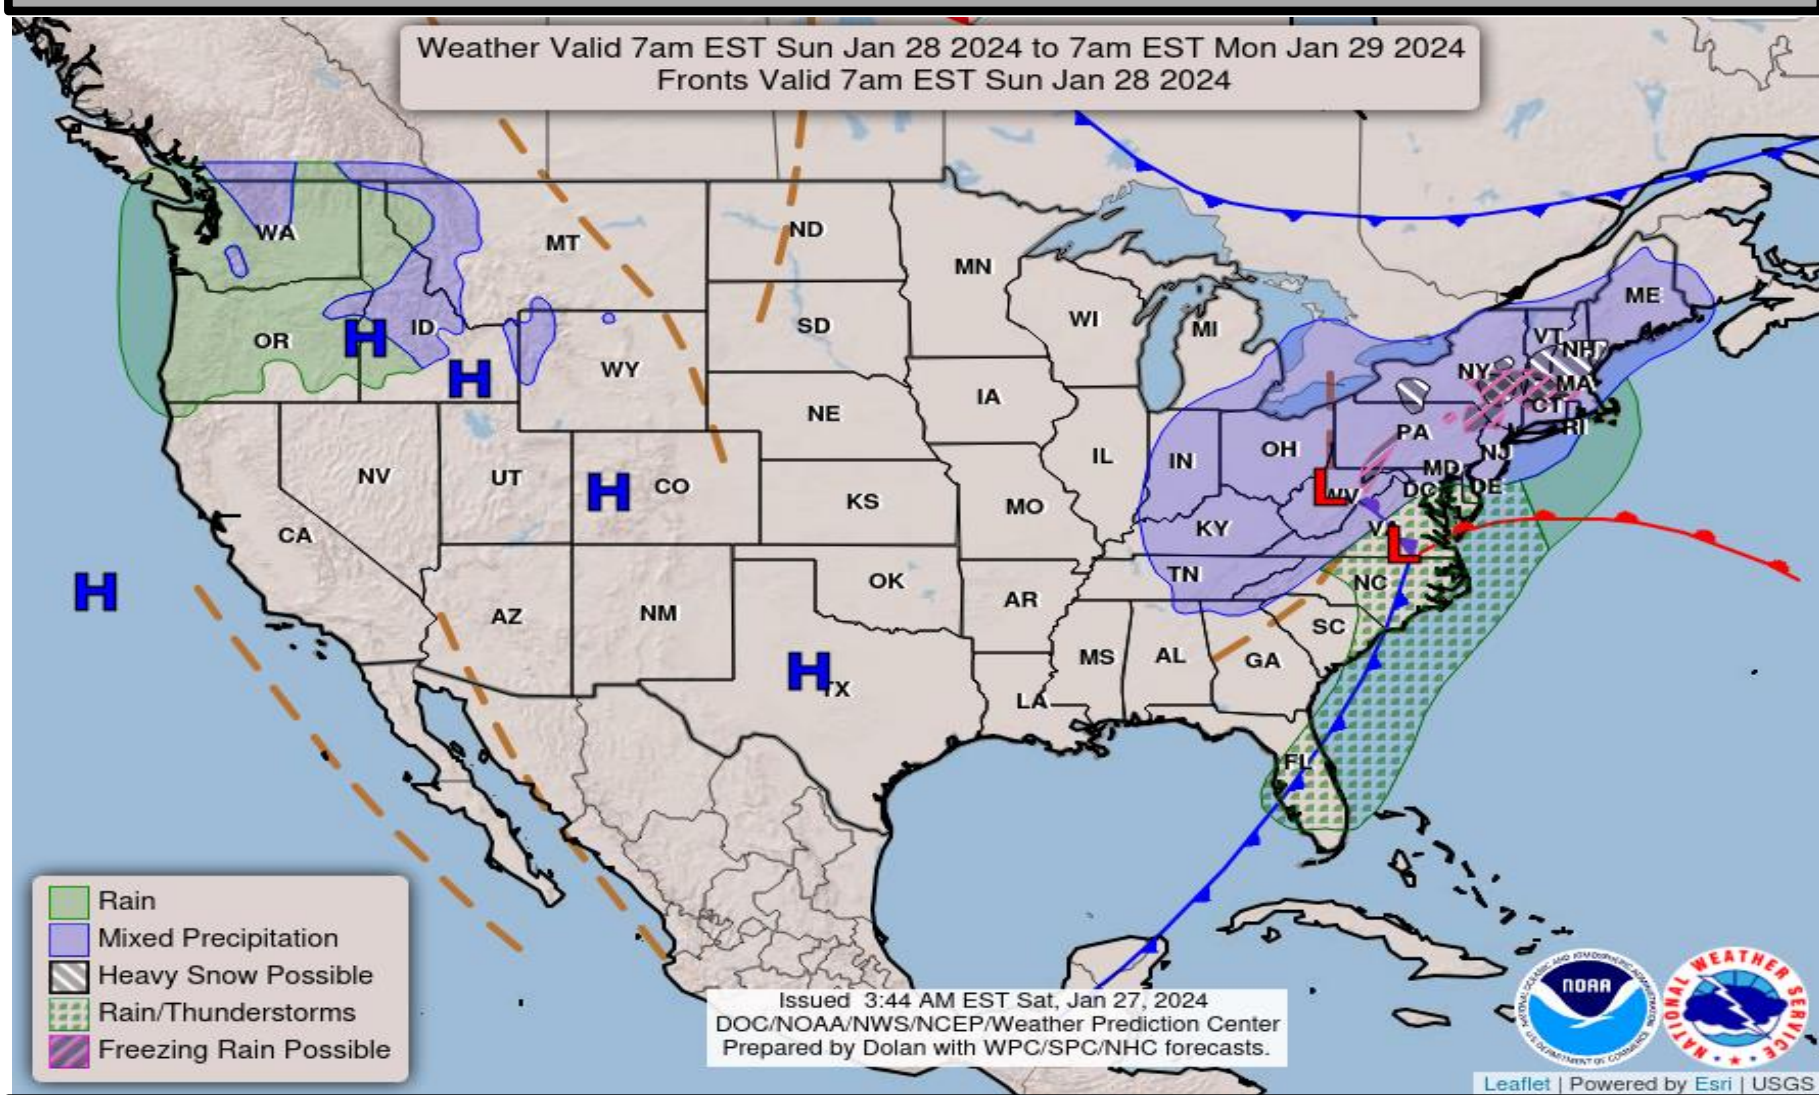 Weather Valid 7am EST Sun Jan 28 2024 to 7am EST Mon Jan 29 2024
Fronts Valid 7am EST Sun Jan 28 2024
WA
MT
ND
MN
ME
OR
H
ID
SD
WI
MI
VT
NH
H
WY
NY
MA
NE
IA
CT
RI
PA
NV
UT
H
CO
IL
IN
OH
NJ
MD
DE
DC
L
WV
KS
MO
KY
VA
L
CA
H
OK
TN
NC
AZ
NM
AR
SC
H
TX
MS
AL
GA
LA
FL
Rain
Mixed Precipitation
Heavy Snow Possible
Rain/Thunderstorms
Freezing Rain Possible
Issued 3:44 AM EST Sat, Jan 27, 2024
DOC/NOAA/NWS/NCEP/Weather Prediction Center
Prepared by Dolan with WPC/SPC/NHC forecasts.
NOAA
NATIONAL WEATHER SERVICE
Leaflet | Powered by Esri | USGS